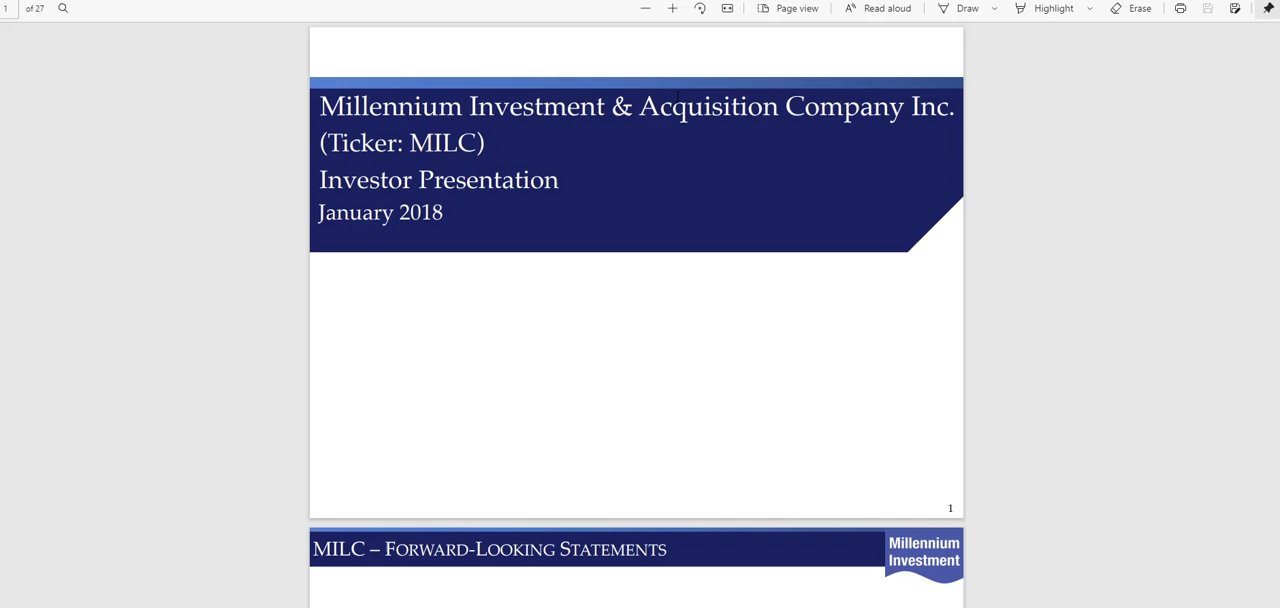 1 of 27 Page view Read aloud Draw Highlight Erase
Millennium Investment & Acquisition Company Inc.
(Ticker: MILC)
Investor Presentation
January 2018
1
MILC – FORWARD-LOOKING STATEMENTS
Millennium
Investment